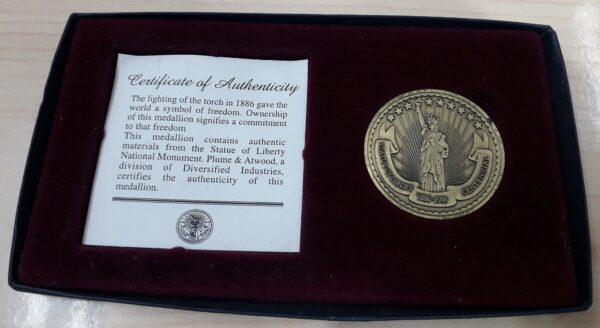 Certificate of Authenticity
The lighting of the torch in 1886 gave the
world a symbol of freedom. Ownership
of this medallion signifies a commitment
to that freedom
This medallion contains authentic
materials from the Statue of Liberty
National Monument. Plume & Atwood, a
division of Diversified Industries,
certifies the authenticity of this
medallion.
CENTENNIAL
1886-1986